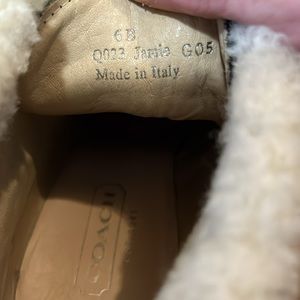 6B
Q023 Jarrie G05
Made in Italy
COACH